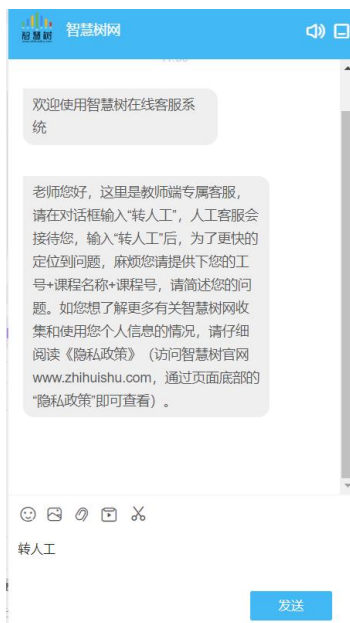 智慧树
智慧树网
欢迎使用智慧树在线客服系
统
老师您好，这里是教师端专属客服，
请在对话框输入“转人工”，人工客服会
接待您，输入“转人工”后，为了更快的
定位到问题，麻烦您请提供下您的工
号+课程名称+课程号，请简述您的问
题。如您想了解更多有关智慧树网收
集和使用您个人信息的情况，请仔细
阅读《隐私政策》（访问智慧树官网
www.zhihuishu.com，通过页面底部的
“隐私政策”即可查看）。
转人工
发送